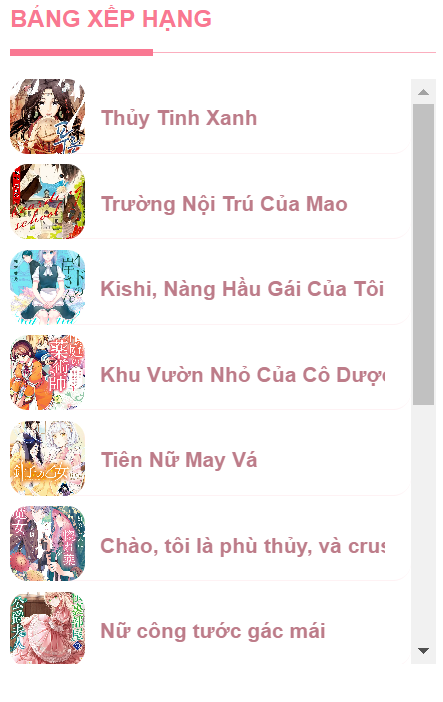 BẢNG XẾP HẠNG
Thủy Tinh Xanh
Trường Nội Trú Của Mao
Kishi, Nàng Hầu Gái Của Tôi
Khu Vườn Nhỏ Của Cô Dược
Tiên Nữ May Vá
Chào, tôi là phù thủy, và crus
Nữ công tước gác mái